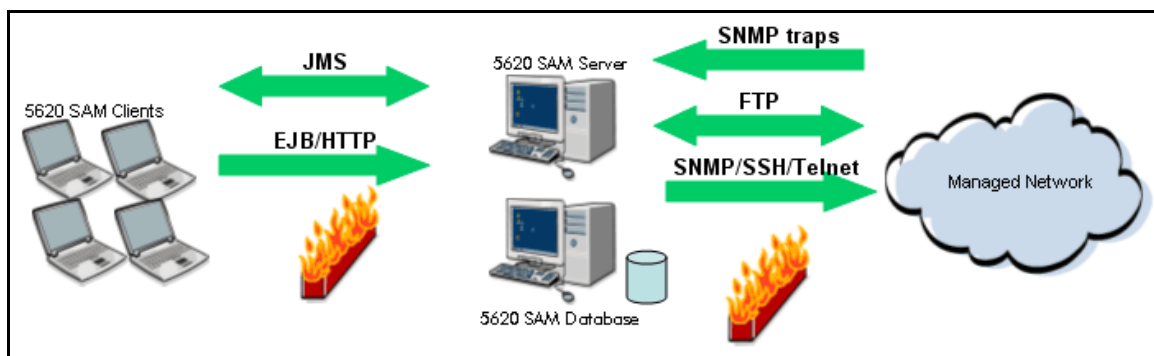 5620 SAM Clients
JMS
EJB/HTTP
5620 SAM Server
5620 SAM Database
SNMP traps
FTP
SNMP/SSH/Telnet
Managed Network